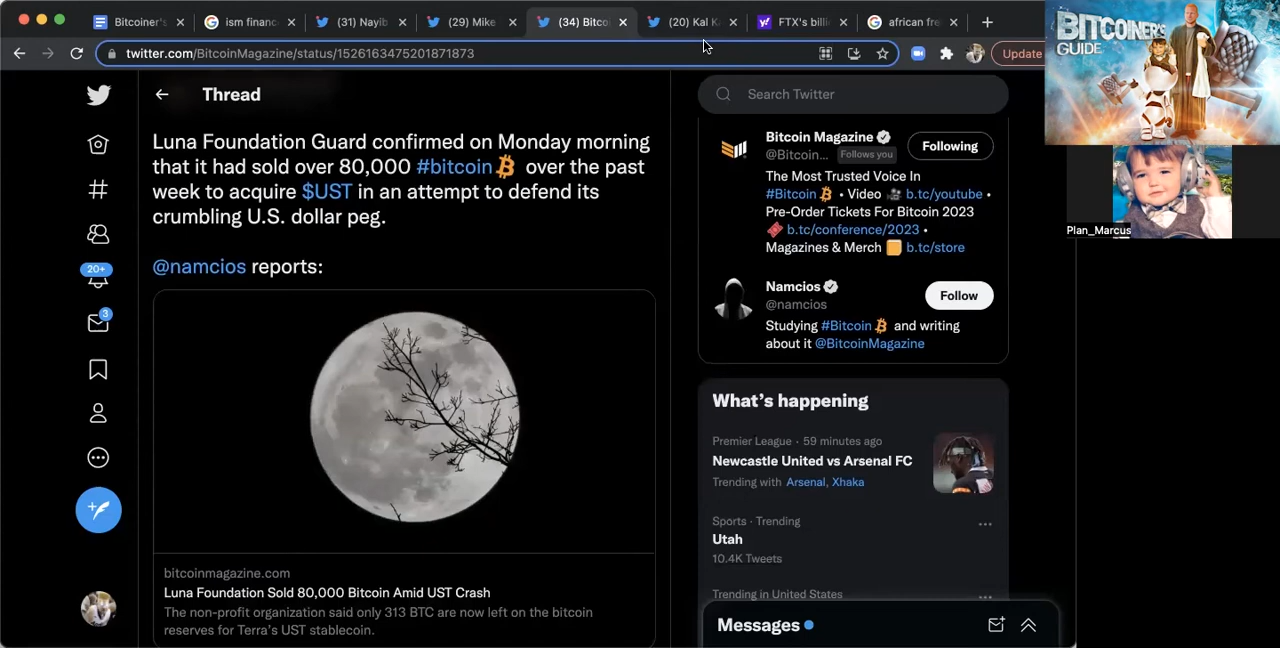 Bitcoiner's
ism financ
(31) Nayib
(29) Mike
(34) Bitco
(20) Kal K
FTX's billi
african fre
twitter.com/BitcoinMagazine/status/1526163475201871873
Update
BITCOINER'S
GUIDE
Plan_Marcus
Thread
Luna Foundation Guard confirmed on Monday morning
that it had sold over 80,000 #bitcoin over the past
week to acquire $UST in an attempt to defend its
crumbling U.S. dollar peg.
@namcios reports:
bitcoinmagazine.com
Luna Foundation Sold 80,000 Bitcoin Amid UST Crash
The non-profit organization said only 313 BTC are now left on the bitcoin
reserves for Terra's UST stablecoin.
20+
3
Search Twitter
Bitcoin Magazine
@Bitcoin... Follows you
Following
The Most Trusted Voice In
#Bitcoin • Video b.tc/youtube •
Pre-Order Tickets For Bitcoin 2023
b.tc/conference/2023 •
Magazines & Merch b.tc/store
Namcios
@namcios
Follow
Studying #Bitcoin and writing
about it @BitcoinMagazine
What's happening
Premier League · 59 minutes ago
Newcastle United vs Arsenal FC
Trending with Arsenal, Xhaka
Sports · Trending
Utah
10.4K Tweets
Trending in United States
Messages